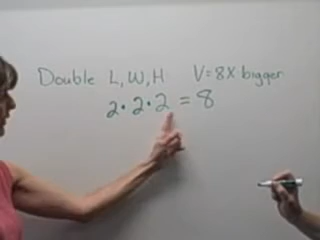 Double L, W, H V=8X bigger
2·2·2=8